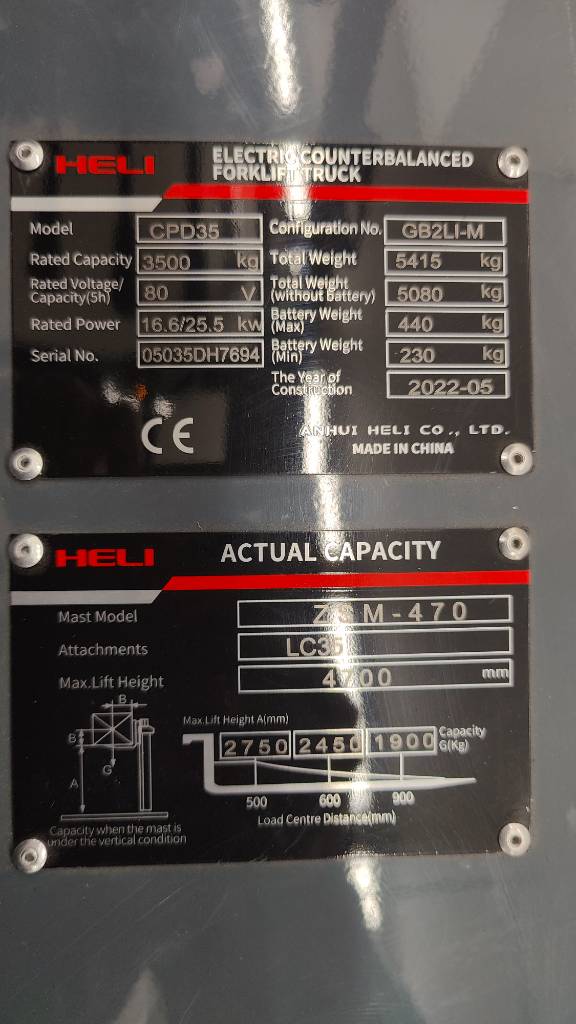 HELI ELECTRIC COUNTERBALANCED
FORKLIFT TRUCK
Model CPD35 Configuration No. GB2LI-M
Rated Capacity 3500 kg Total Weight 5415 kg
Rated Voltage/
Capacity(5h) 80 V Total Weight
(without battery) 5080 kg
Rated Power 16.6/25.5 kw Battery Weight
(Max) 440 kg
Serial No. 05035DH7694 Battery Weight
(Min) 230 kg
The Year of
Construction 2022-05
CE
ANHUI HELI CO., LTD.
MADE IN CHINA
HELI ACTUAL CAPACITY
Mast Model ZSM-470
Attachments LC35
Max.Lift Height 4700 mm
B
B
G
A
Capacity when the mast is
under the vertical condition
Max.Lift Height A(mm)
2750 2450 1900 Capacity
G(Kg)
500 600 900
Load Centre Distance(mm)